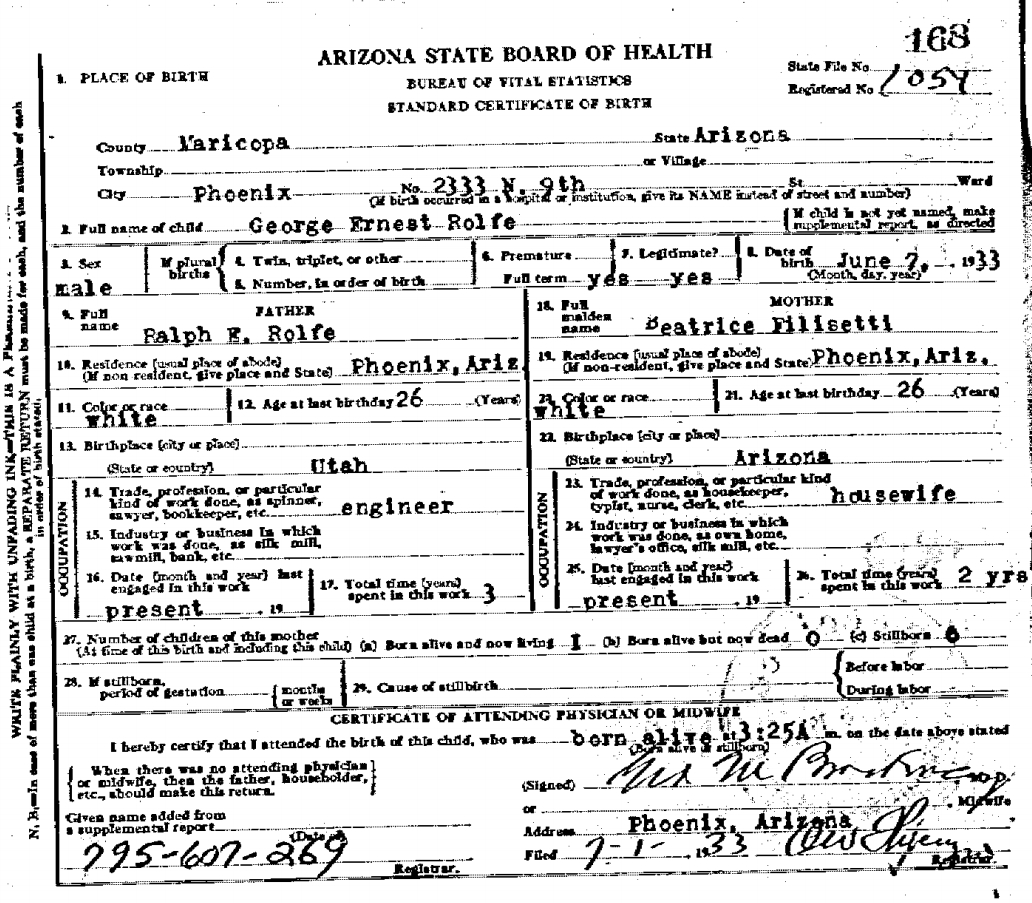 168
ARIZONA STATE BOARD OF HEALTH
1. PLACE OF BIRTH
BUREAU OF VITAL STATISTICS
State File No.
STANDARD CERTIFICATE OF BIRTH
Registered No. 1054
County Maricopa State Arizona
Township or Village
City Phoenix No. 2333 N. 9th St. Ward
(If birth occurred in a hospital or institution, give its NAME instead of street and number)
2. Full name of child George Ernest Rolfe
If child is not yet named, make supplemental report, as directed
3. Sex male
If plural births
4. Twin, triplet, or other
5. Number, in order of birth
6. Premature
Full term yes
7. Legitimate? yes
8. Date of birth June 7, 1933
(Month, day, year)
FATHER
9. Full name Ralph E. Rolfe
10. Residence (usual place of abode)
(If non resident, give place and State) Phoenix, Ariz
11. Color or race white
12. Age at last birthday 26 (Years)
13. Birthplace (city or place)
(State or country) Utah
OCCUPATION
14. Trade, profession, or particular
kind of work done, as spinner,
sawyer, bookkeeper, etc. engineer
15. Industry or business in which
work was done, as silk mill,
sawmill, bank, etc.
16. Date (month and year) last
engaged in this work
present , 19
17. Total time (years)
spent in this work 3
MOTHER
18. Full
maiden
name Beatrice Filisetti
19. Residence (usual place of abode)
(If non-resident, give place and State) Phoenix, Ariz.
20. Color or race white
21. Age at last birthday 26 (Years)
22. Birthplace (city or place)
(State or country) Arizona
OCCUPATION
23. Trade, profession, or particular kind
of work done, as housekeeper,
typist, nurse, clerk, etc. housewife
24. Industry or business in which
work was done, as own home,
lawyer's office, silk mill, etc.
25. Date (month and year)
last engaged in this work
present , 19
26. Total time (years)
spent in this work 2 yrs
27. Number of children of this mother
(At time of this birth and including this child) (a) Born alive and now living 1 (b) Born alive but now dead 0 (c) Stillborn 0
28. If stillborn,
period of gestation months or weeks
29. Cause of stillbirth
Before labor
During labor
CERTIFICATE OF ATTENDING PHYSICIAN OR MIDWIFE
I hereby certify that I attended the birth of this child, who was born alive at 3:25A m. on the date above stated
(Born alive or stillborn)
When there was no attending physician
or midwife, then the father, householder,
etc., should make this return.
(Signed) M.D.
or , Midwife
Given name added from
a supplemental report
(Date of)
Address Phoenix, Arizona
795-607-269
Registrar.
Filed 7-1-, 1933
Registrar.
WRITE PLAINLY WITH UNFADING INK—THIS IS A
N. B.—In case of more than one child at a birth, a SEPARATE RETURN must be made for each, and the number of each
in order of birth stated.